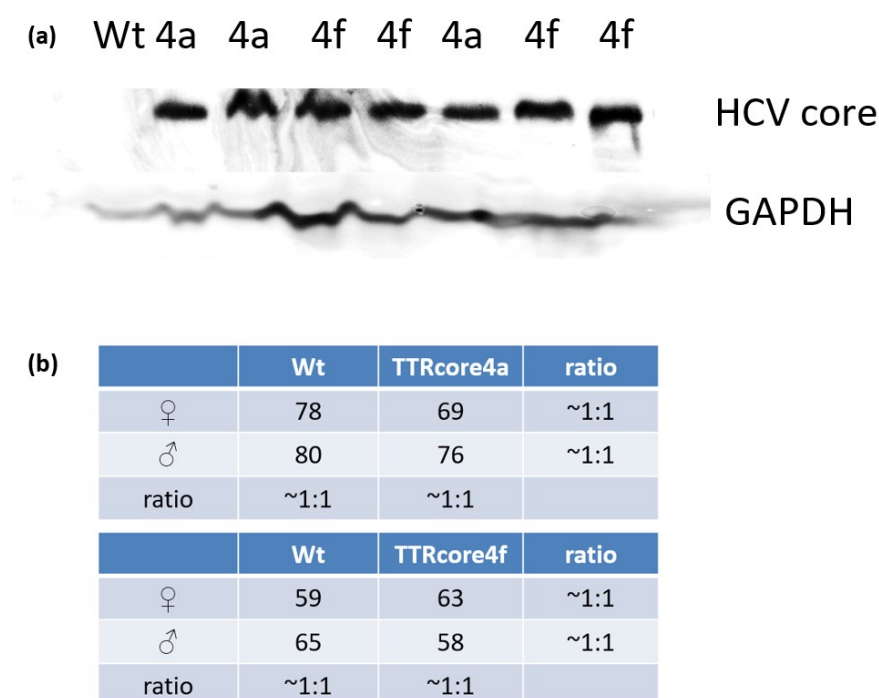 (a) Wt 4a 4a 4f 4f 4a 4f 4f
HCV core
GAPDH
(b)
Wt TTRcore4a ratio
♀ 78 69 ~1:1
♂ 80 76 ~1:1
ratio ~1:1 ~1:1
Wt TTRcore4f ratio
♀ 59 63 ~1:1
♂ 65 58 ~1:1
ratio ~1:1 ~1:1